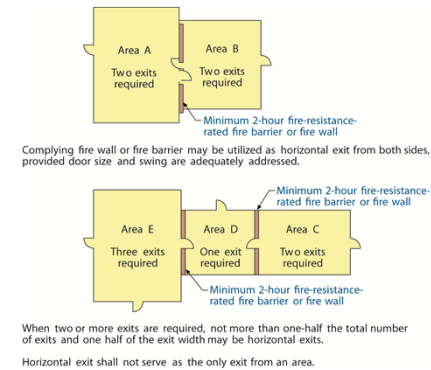 Area A
Two exits
required
Area B
Two exits
required
Minimum 2-hour fire-resistance-
rated fire barrier or fire wall
Complying fire wall or fire barrier may be utilized as horizontal exit from both sides,
provided door size and swing are adequately addressed.
Minimum 2-hour fire-resistance-
rated fire barrier or fire wall
Area E
Three exits
required
Area D
One exit
required
Area C
Two exits
required
Minimum 2-hour fire-resistance-
rated fire barrier or fire wall
When two or more exits are required, not more than one-half the total number
of exits and one half of the exit width may be horizontal exits.
Horizontal exit shall not serve as the only exit from an area.